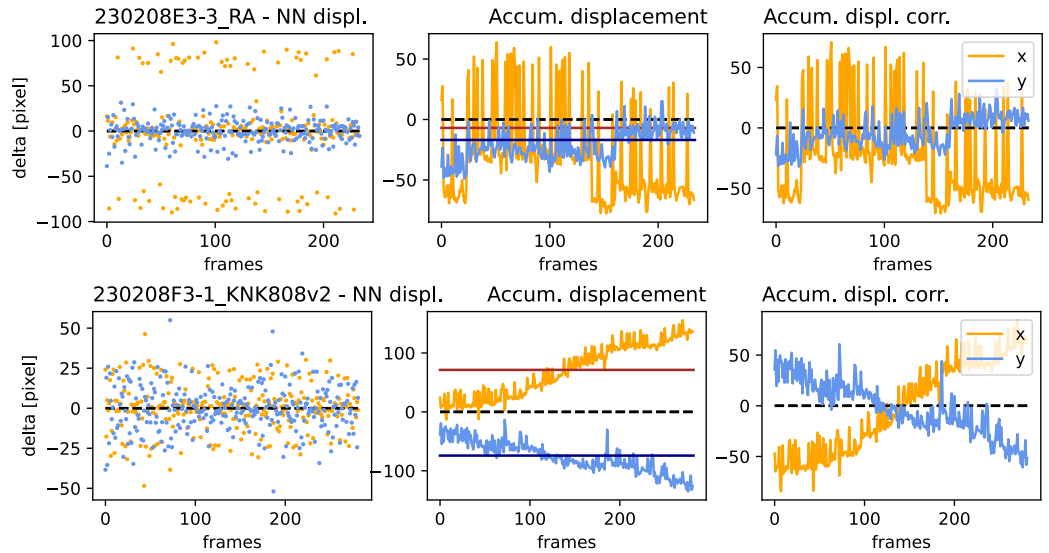 230208E3-3_RA - NN displ.
Accum. displacement
Accum. displ. corr.
delta [pixel]
100
50
0
−50
−100
0
100
200
frames
50
0
−50
0
100
200
frames
50
0
−50
0
100
200
frames
x
y
230208F3-1_KNK808v2 - NN displ.
Accum. displacement
Accum. displ. corr.
delta [pixel]
50
25
0
−25
−50
0
100
200
frames
100
0
−100
0
100
200
frames
50
0
−50
0
100
200
frames
x
y